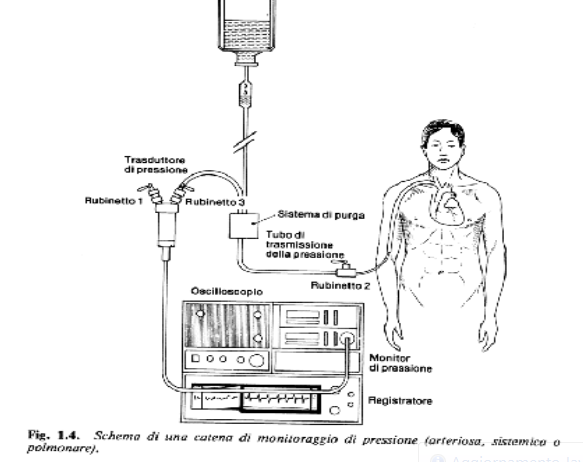 Trasduttore
di pressione
Rubinetto 1
Rubinetto 3
Sistema di purga
Tubo di
trasmissione
della pressione
Rubinetto 2
Oscilloscopio
Monitor
di pressione
Registratore
Fig. 1.4. Schema di una catena di monitoraggio di pressione (arteriosa, sistemica o
polmonare).